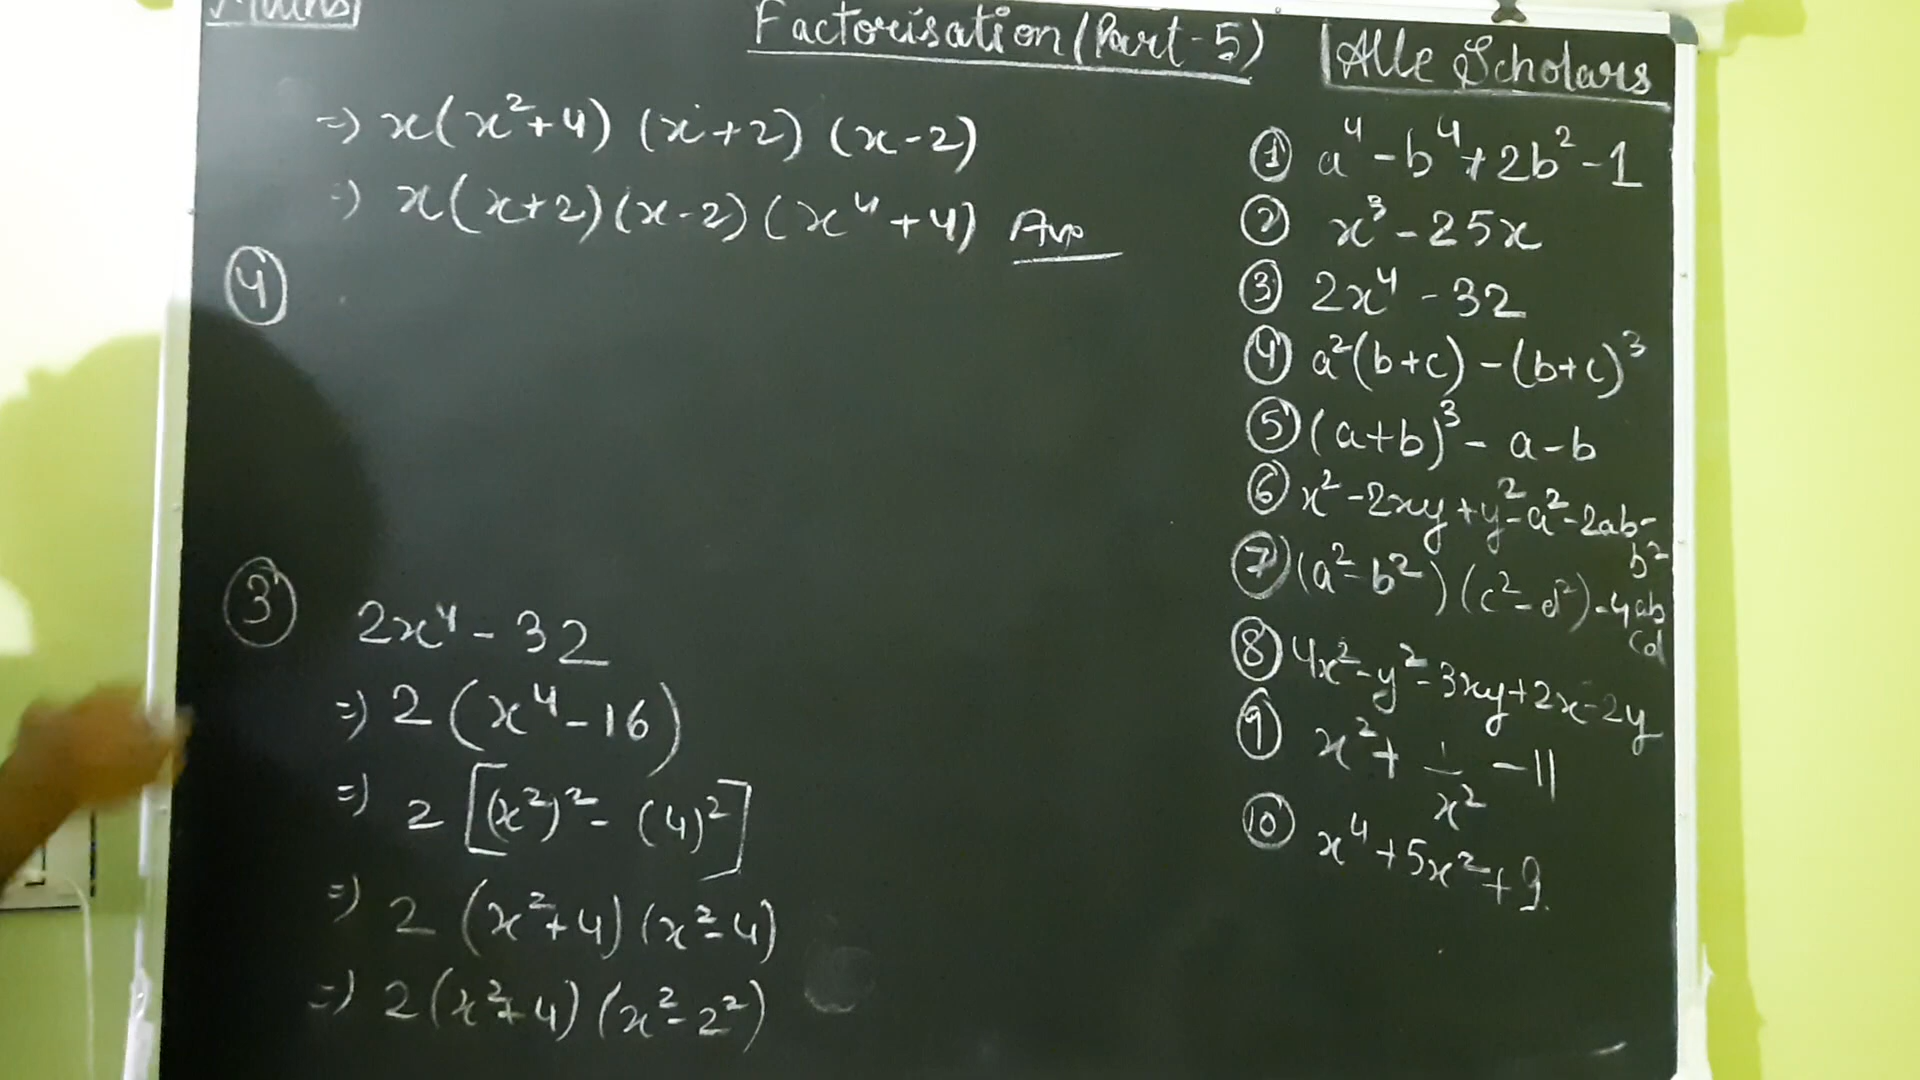 Maths
Factorisation (Part-5)
Alle Scholars
=) x(x²+4) (x+2) (x-2)
=) x(x+2)(x-2)(x⁴+4) Ans
④
③ 2x⁴ - 32
=) 2(x⁴-16)
=) 2[(x²)² - (4)²]
=) 2(x²+4)(x²-4)
=) 2(x²+4)(x²-2²)
① a⁴-b⁴+2b²-1
② x³-25x
③ 2x⁴-32
④ a²(b+c)-(b+c)³
⑤ (a+b)³-a-b
⑥ x²-2xy+y²-a²-2ab-
b²
⑦ (a²-b²)(c²-d²)-4ab
cd
⑧ 4x²-y²-3xy+2x-2y
⑨ x²+1/x²-11
⑩ x⁴+5x²+9